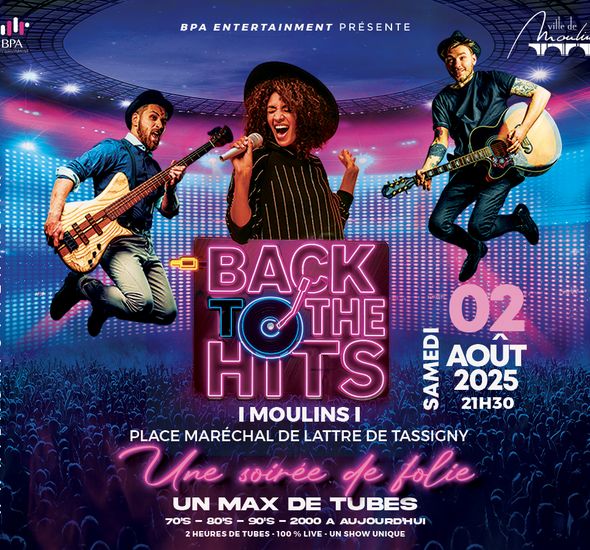 BPA ENTERTAINMENT PRÉSENTE
BPA
ville de
Moulins
BACK
TO THE
HITS
SAMEDI
02
AOÛT
2025
21H30
I MOULINS I
PLACE MARÉCHAL DE LATTRE DE TASSIGNY
Une soirée de folie
UN MAX DE TUBES
70'S – 80'S – 90'S – 2000 A AUJOURD'HUI
2 HEURES DE TUBES - 100 % LIVE - UN SHOW UNIQUE